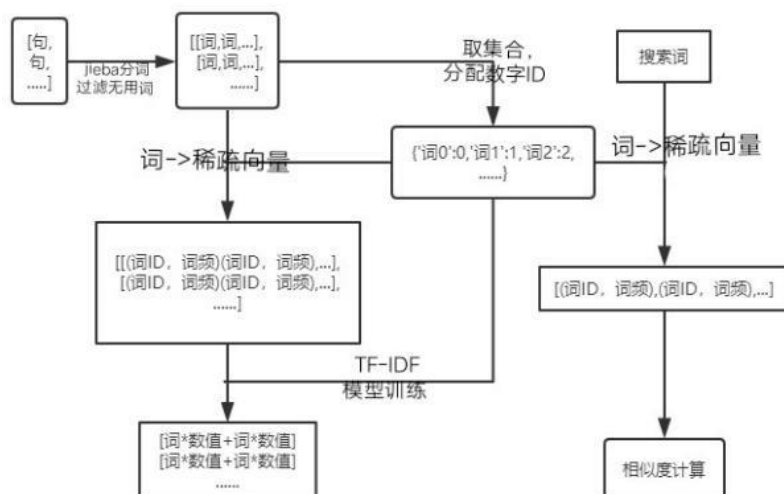 [句,
句,
.....]
jieba分词
过滤无用词
[[词,词,...],
[词,词,...],
......]
取集合，
分配数字ID
搜索词
词->稀疏向量
{'词0':0,'词1':1,'词2':2,
......}
词->稀疏向量
[[(词ID，词频)(词ID，词频),...],
[(词ID，词频)(词ID，词频),...],
......]
[(词ID，词频),(词ID，词频),...]
TF-IDF
模型训练
[词*数值+词*数值]
[词*数值+词*数值]
......
相似度计算